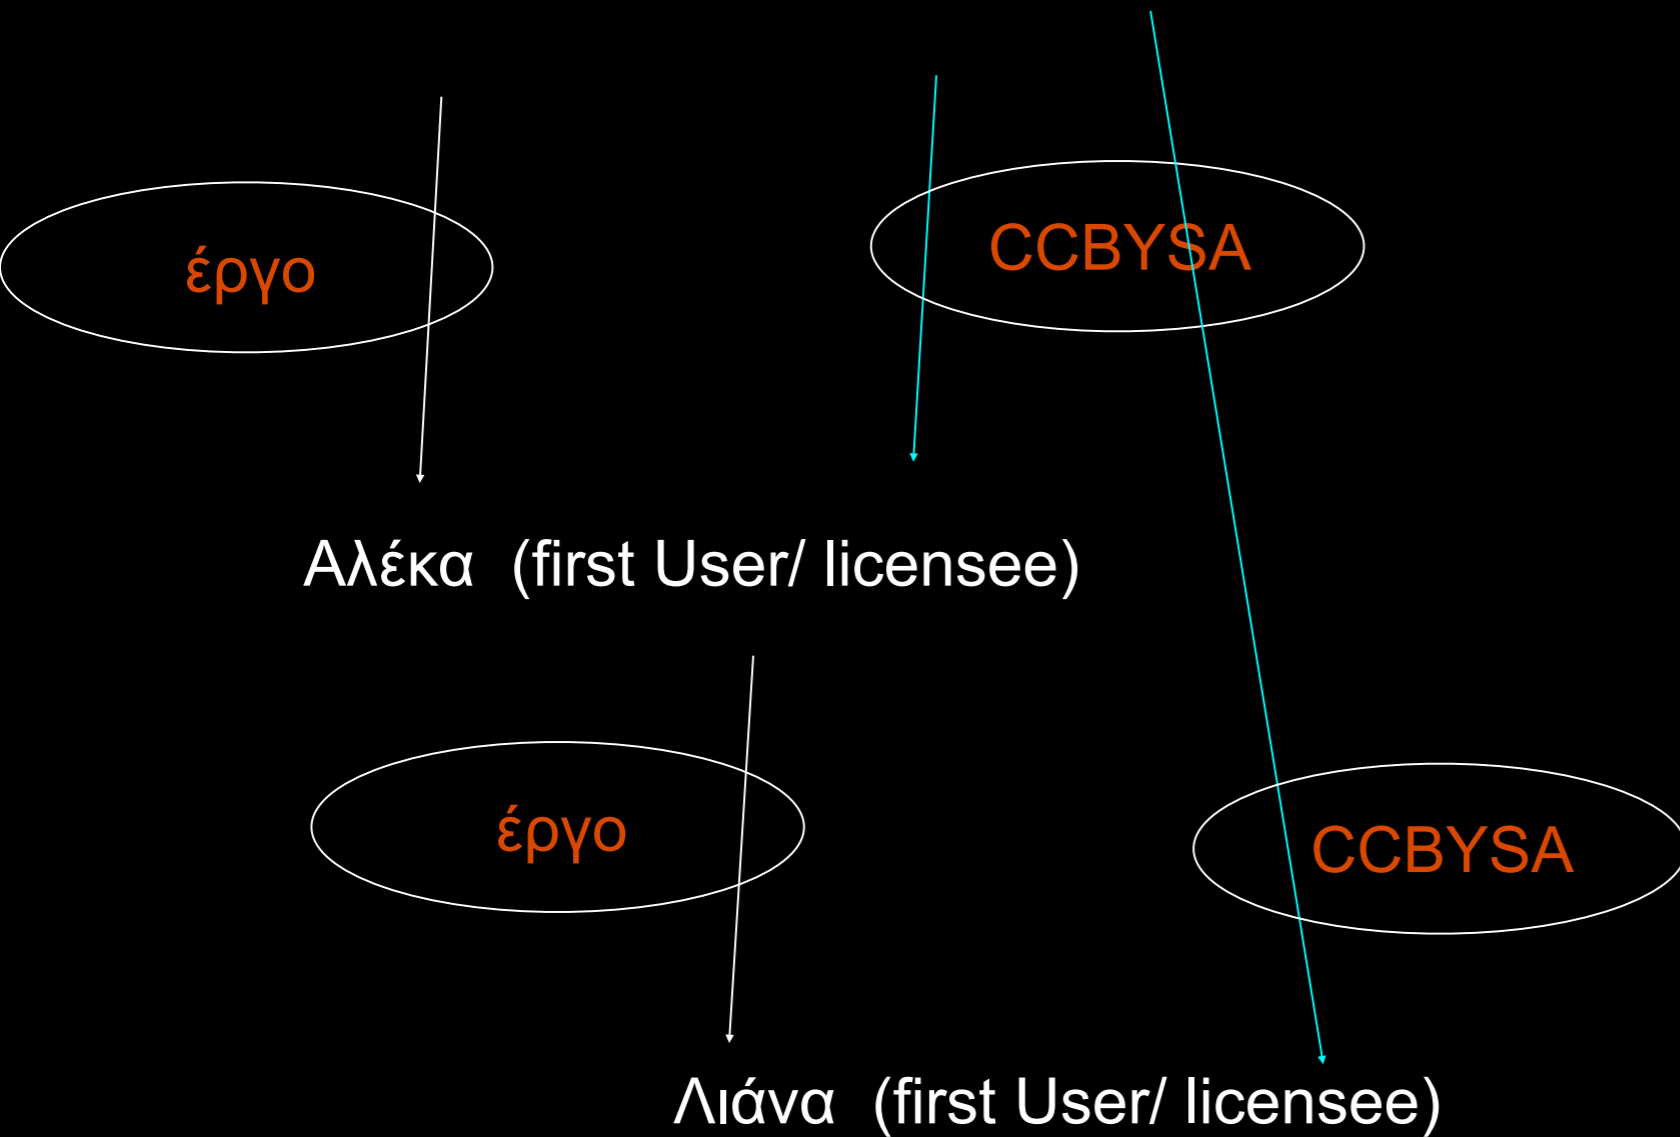 έργο
CCBYSA
Αλέκα (first User/ licensee)
έργο
CCBYSA
Λιάνα (first User/ licensee)